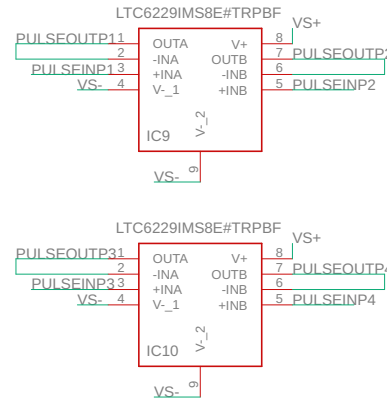 LTC6229IMS8E#TRPBF
VS+
PULSEOUTP1 1 OUTA V+ 8
2 -INA OUTB 7 PULSEOUTP2
PULSEINP1 3 +INA -INB 6
VS- 4 V-_1 +INB 5 PULSEINP2
IC9 V-_2
9
VS-
LTC6229IMS8E#TRPBF
VS+
PULSEOUTP3 1 OUTA V+ 8
2 -INA OUTB 7 PULSEOUTP4
PULSEINP3 3 +INA -INB 6
VS- 4 V-_1 +INB 5 PULSEINP4
IC10 V-_2
9
VS-